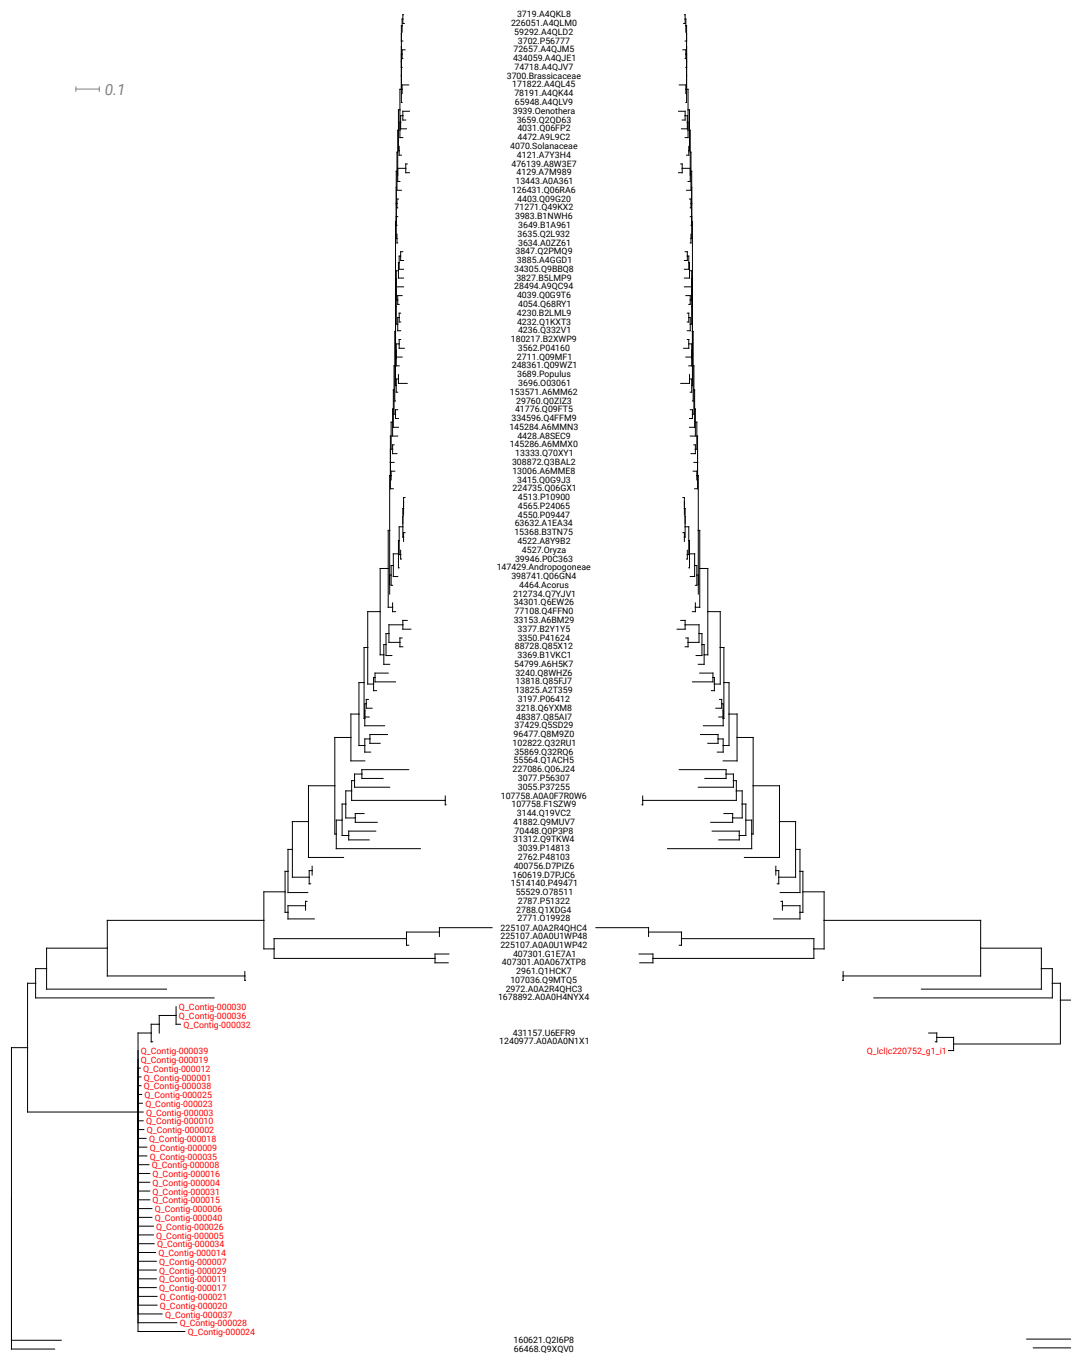 3719.A4QKL8
226051.A4QLM0
59292.A4QLD2
3702.P56777
72657.A4QJM5
434059.A4QJE1
74718.A4QJV7
3700.Brassicaceae
0.1
171822.A4QL45
78191.A4QK44
65948.A4QLV9
3939.Oenothera
3659.Q2QD63
4031.Q06FP2
4472.A9L9C2
4070.Solanaceae
4121.A7Y3H4
476139.A8W3E7
4129.A7M989
13443.A0A361
126431.Q06RA6
4403.Q09G20
71271.Q49KX2
3983.B1NWH6
3649.B1A961
3635.Q2L932
3634.A0ZZ61
3847.Q2PMQ9
3885.A4GGD1
34305.Q9BBQ8
3827.B5LMP9
28494.A9QC94
4039.Q0G9T6
4054.Q68RY1
4230.B2LML9
4232.Q1KXT3
4236.Q332V1
180217.B2XWP9
3562.P04160
2711.Q09MF1
248361.Q09WZ1
3689.Populus
3696.O03061
153571.A6MM62
29760.Q0ZIZ3
41776.Q09FT5
334596.Q4FFM9
145284.A6MMN3
4428.A8SEC9
145286.A6MMX0
13333.Q70XY1
308872.Q3BAL2
13006.A6MME8
3415.Q0G9J3
224735.Q06GX1
4513.P10900
4565.P24065
4550.P09447
63632.A1EA34
15368.B3TN75
4522.A8Y9B2
4527.Oryza
39946.P0C363
147429.Andropogoneae
398741.Q06GN4
4464.Acorus
212734.Q7YJV1
34301.Q6EW26
77108.Q4FFN0
33153.A6BM29
3377.B2Y1Y5
3350.P41624
88728.Q85X12
3369.B1VKC1
54799.A6H5K7
3240.Q8WHZ6
13818.Q85FJ7
13825.A2T359
3197.P06412
3218.Q6YXM8
48387.Q85AI7
37429.Q5SD29
96477.Q8M9Z0
102822.Q32RU1
35869.Q32RQ6
55564.Q1ACH5
227086.Q06J24
3077.P56307
3055.P37255
107758.A0A0F7R0W6
107758.F1SZW9
3144.Q19VC2
41882.Q9MUV7
70448.Q0P3P8
31312.Q9TKW4
3039.P14813
2762.P48103
400756.D7PIZ6
160619.D7PJC6
1514140.P49471
55529.O78511
2787.P51322
2788.Q1XDG4
2771.O19928
225107.A0A2R4QHC4
225107.A0A0U1WP48
225107.A0A0U1WP42
407301.G1E7A1
407301.A0A067XTP8
2961.Q1HCK7
107036.Q9MTQ5
2972.A0A2R4QHC3
1678892.A0A0H4NYX4
Q_Contig-000030
Q_Contig-000036
Q_Contig-000032
431157.U6EFR9
1240977.A0A0A0N1X1
Q_Contig-000039
Q_lcl|c220752_g1_i1
Q_Contig-000019
Q_Contig-000012
Q_Contig-000001
Q_Contig-000038
Q_Contig-000025
Q_Contig-000023
Q_Contig-000003
Q_Contig-000010
Q_Contig-000002
Q_Contig-000018
Q_Contig-000009
Q_Contig-000035
Q_Contig-000008
Q_Contig-000016
Q_Contig-000004
Q_Contig-000031
Q_Contig-000015
Q_Contig-000006
Q_Contig-000040
Q_Contig-000026
Q_Contig-000005
Q_Contig-000034
Q_Contig-000014
Q_Contig-000007
Q_Contig-000029
Q_Contig-000011
Q_Contig-000017
Q_Contig-000021
Q_Contig-000020
Q_Contig-000037
Q_Contig-000028
Q_Contig-000024
160621.Q2I6P8
66468.Q9XQV0